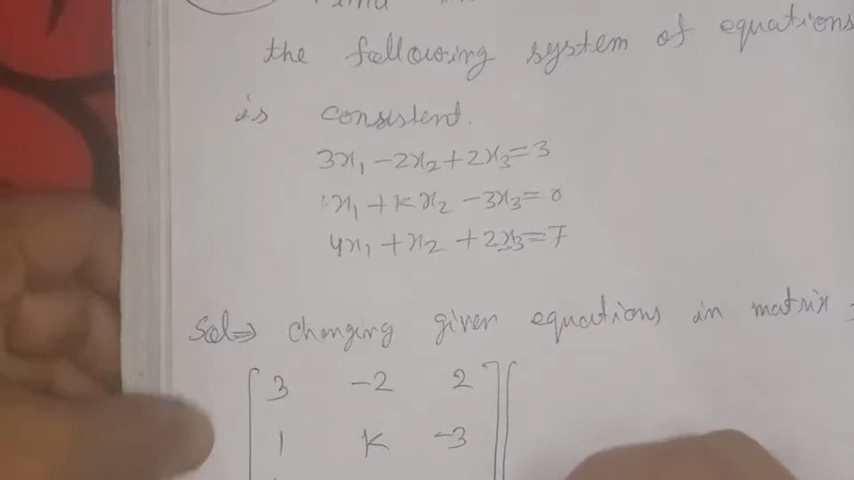 the following system of equations
is consistent.
3x₁ -2x₂ + 2x₃ = 3
1x₁ + Kx₂ -3x₃ = 0
4x₁ + x₂ + 2x₃ = 7
Sol⇒ changing given equations in matrix
3 -2 2
1 K -3